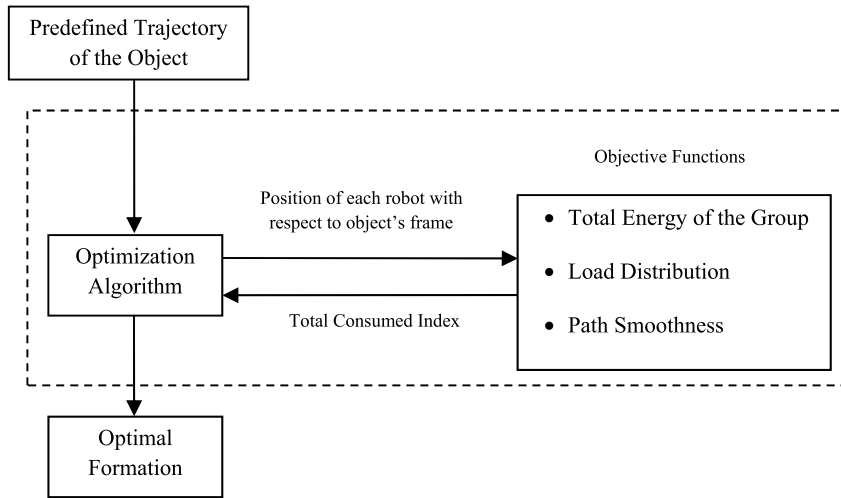 Predefined Trajectory
of the Object
Objective Functions
Position of each robot with
respect to object's frame
• Total Energy of the Group
Optimization
Algorithm
• Load Distribution
Total Consumed Index
• Path Smoothness
Optimal
Formation